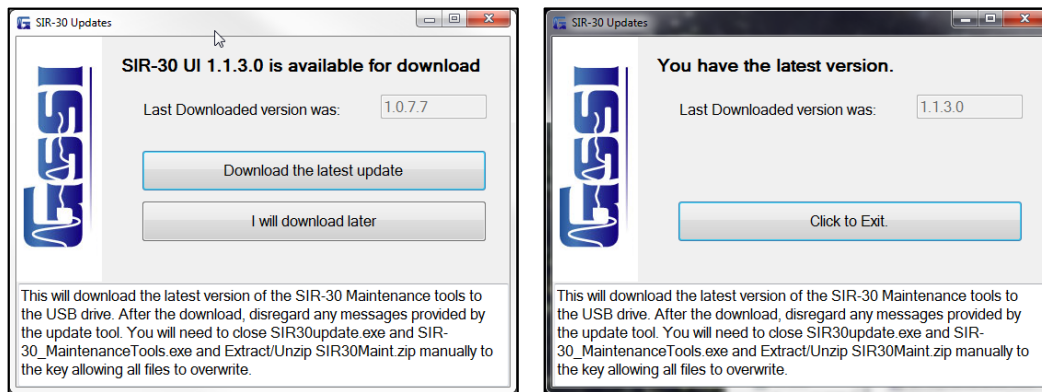 SIR-30 Updates
SIR-30 UI 1.1.3.0 is available for download
Last Downloaded version was:
1.0.7.7
Download the latest update
I will download later
GSSI
This will download the latest version of the SIR-30 Maintenance tools to
the USB drive. After the download, disregard any messages provided by
the update tool. You will need to close SIR30update.exe and SIR-
30_MaintenanceTools.exe and Extract/Unzip SIR30Maint.zip manually to
the key allowing all files to overwrite.
SIR-30 Updates
You have the latest version.
Last Downloaded version was:
1.1.3.0
Click to Exit.
GSSI
This will download the latest version of the SIR-30 Maintenance tools to
the USB drive. After the download, disregard any messages provided by
the update tool. You will need to close SIR30update.exe and SIR-
30_MaintenanceTools.exe and Extract/Unzip SIR30Maint.zip manually to
the key allowing all files to overwrite.